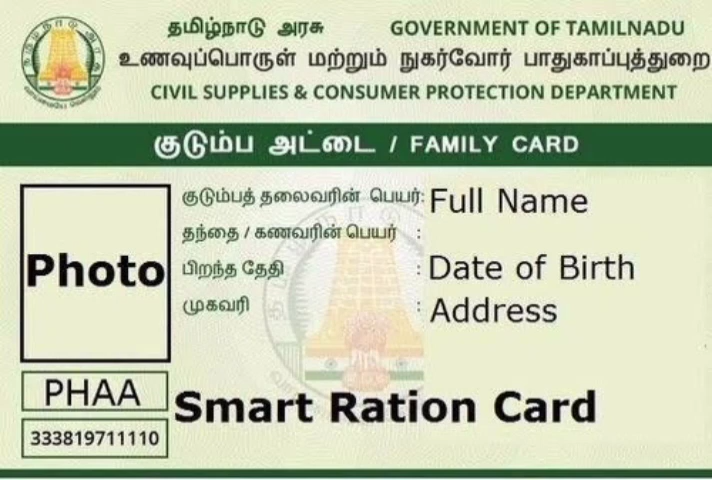 தமிழ்நாடு அரசு GOVERNMENT OF TAMILNADU
உணவுப்பொருள் மற்றும் நுகர்வோர் பாதுகாப்புத்துறை
CIVIL SUPPLIES & CONSUMER PROTECTION DEPARTMENT
குடும்ப அட்டை / FAMILY CARD
குடும்பத் தலைவரின் பெயர்: Full Name
தந்தை / கணவரின் பெயர் :
Photo
பிறந்த தேதி : Date of Birth
முகவரி : Address
PHAA
Smart Ration Card
333819711110